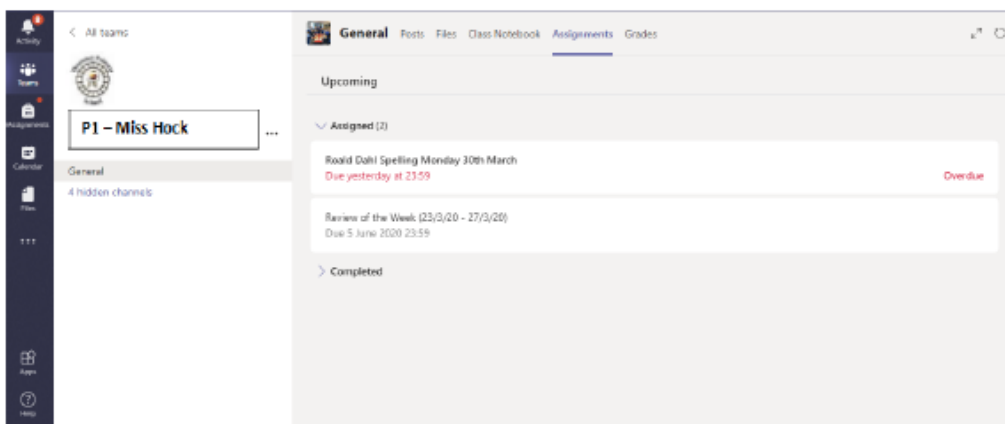 Activity
Teams
Assignments
Calendar
Files
Apps
Help
All teams
P1 – Miss Hock
...
General
4 hidden channels
General Posts Files Class Notebook Assignments Grades
Upcoming
Assigned (2)
Roald Dahl Spelling Monday 30th March
Due yesterday at 23:59
Overdue
Review of the Week (23/3/20 - 27/3/20)
Due 5 June 2020 23:59
Completed